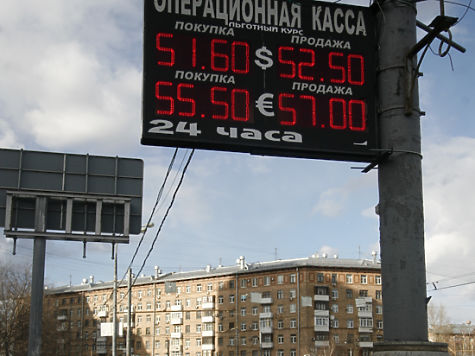 ОПЕРАЦИОННАЯ КАССА
льготный курс
ПОКУПКА ПРОДАЖА
51.60 $ 52.50
ПОКУПКА ПРОДАЖА
55.50 € 57.00
24 часа